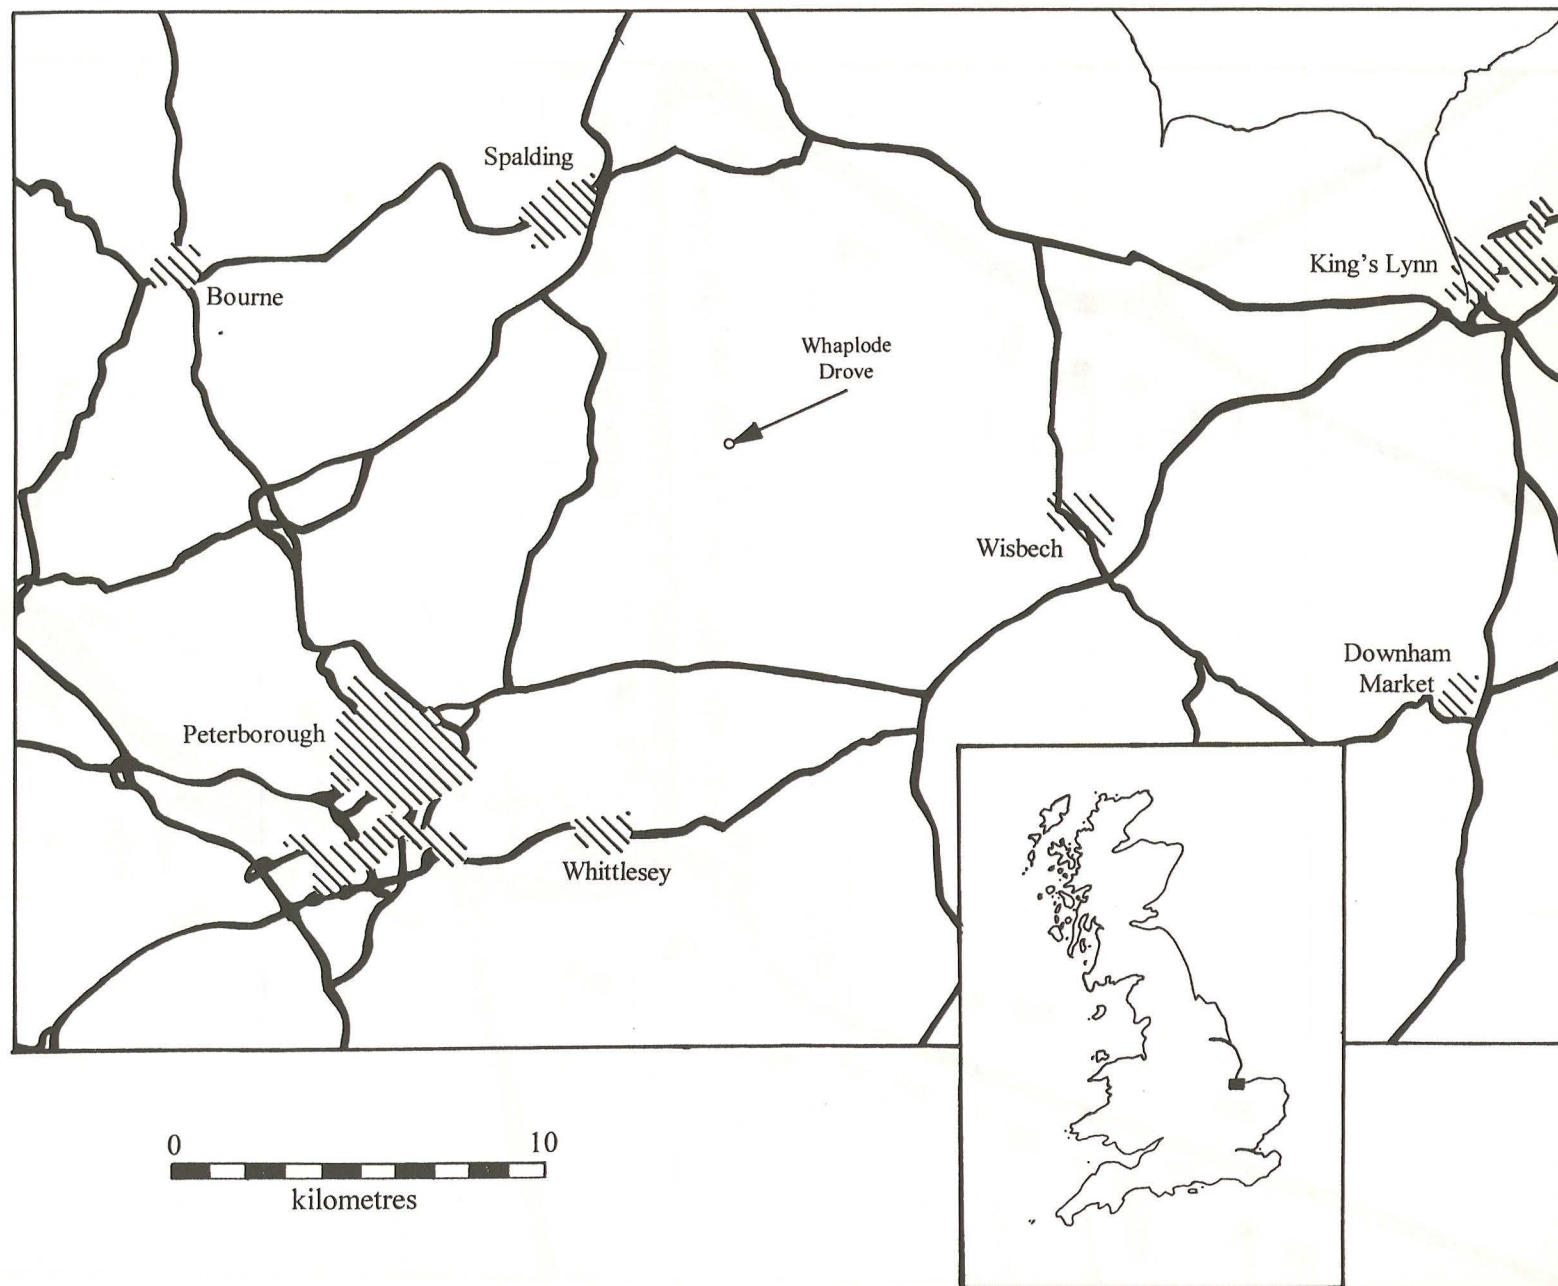 Spalding
King's Lynn
Bourne
Whaplode
Drove
Wisbech
Downham
Market
Peterborough
Whittlesey
0 10
kilometres